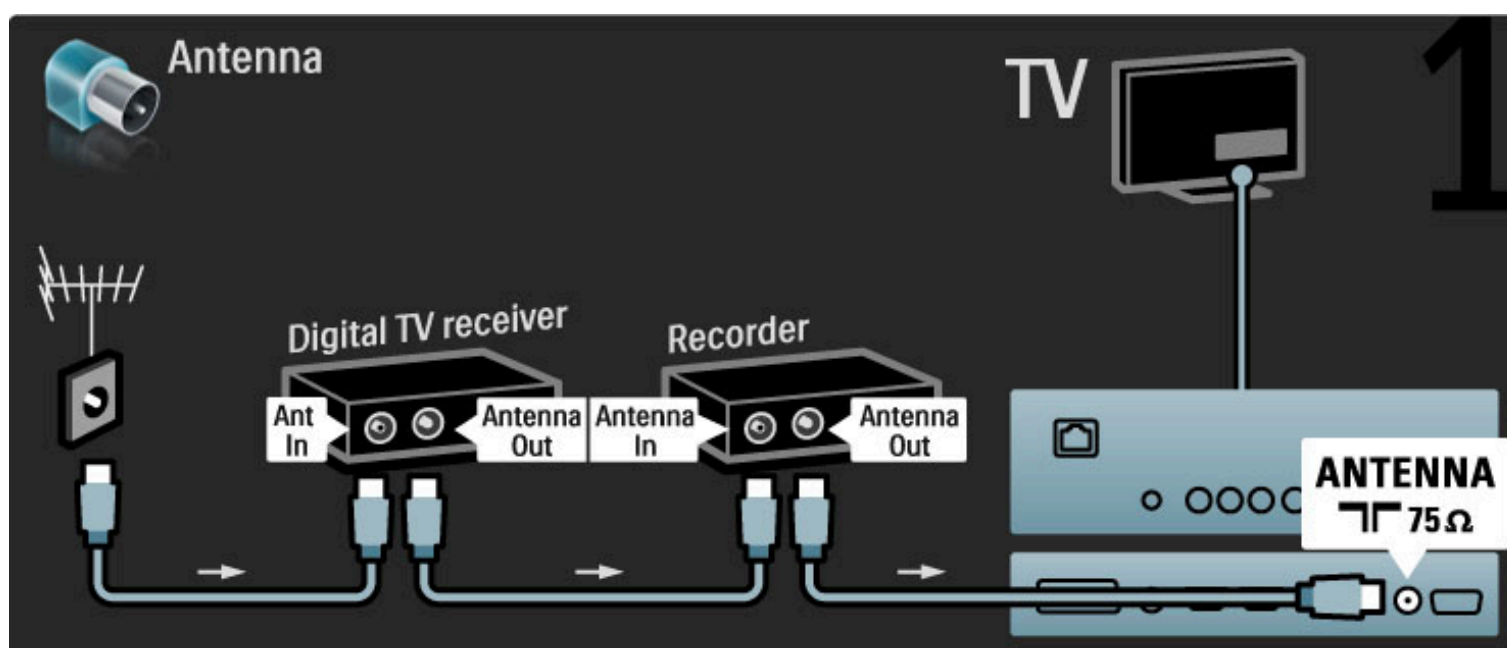 Antenna
TV
1
Digital TV receiver
Recorder
Ant
In
Antenna
Out
Antenna
In
Antenna
Out
ANTENNA
75Ω